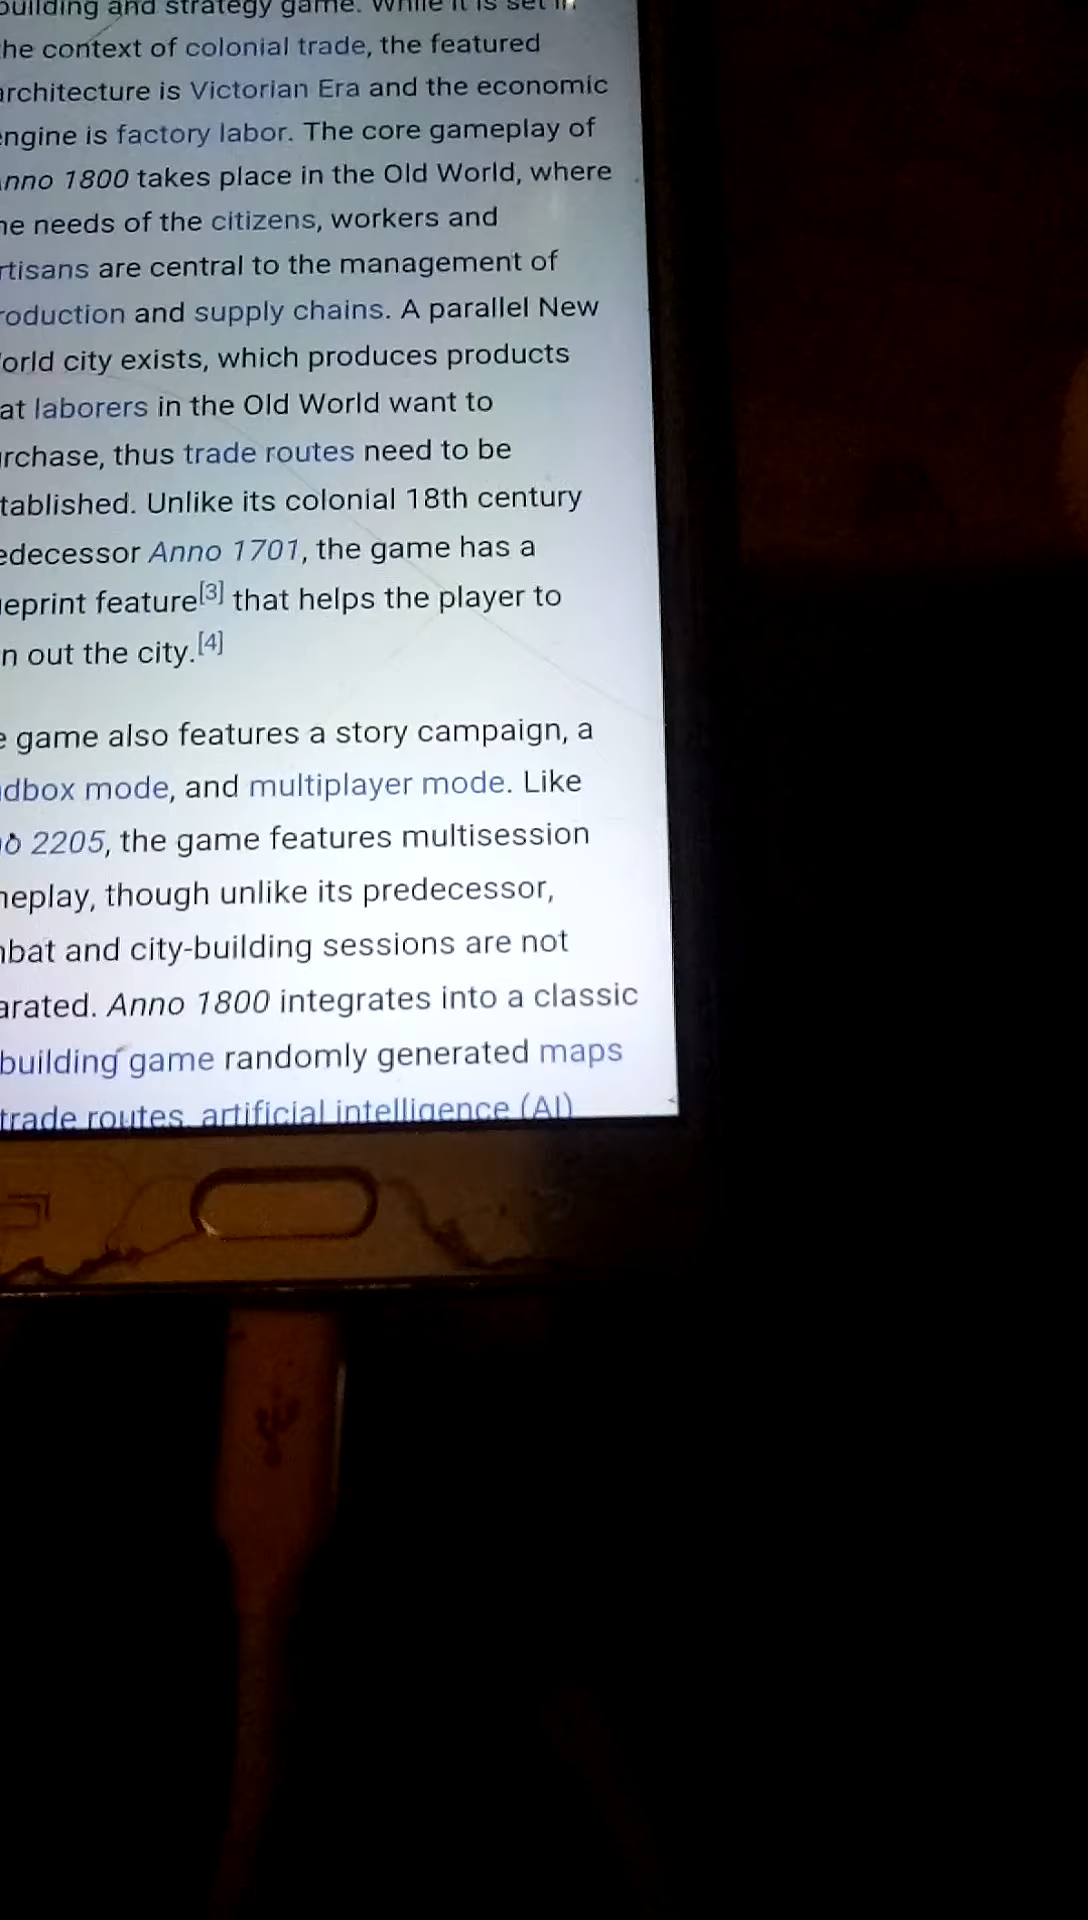 building and strategy game. While it is set in
the context of colonial trade, the featured
architecture is Victorian Era and the economic
engine is factory labor. The core gameplay of
Anno 1800 takes place in the Old World, where
he needs of the citizens, workers and
rtisans are central to the management of
roduction and supply chains. A parallel New
orld city exists, which produces products
at laborers in the Old World want to
rchase, thus trade routes need to be
tablished. Unlike its colonial 18th century
edecessor Anno 1701, the game has a
eprint feature[3] that helps the player to
n out the city.[4]
e game also features a story campaign, a
dbox mode, and multiplayer mode. Like
o 2205, the game features multisession
eplay, though unlike its predecessor,
bat and city-building sessions are not
arated. Anno 1800 integrates into a classic
building game randomly generated maps
trade routes, artificial intelligence (AI)